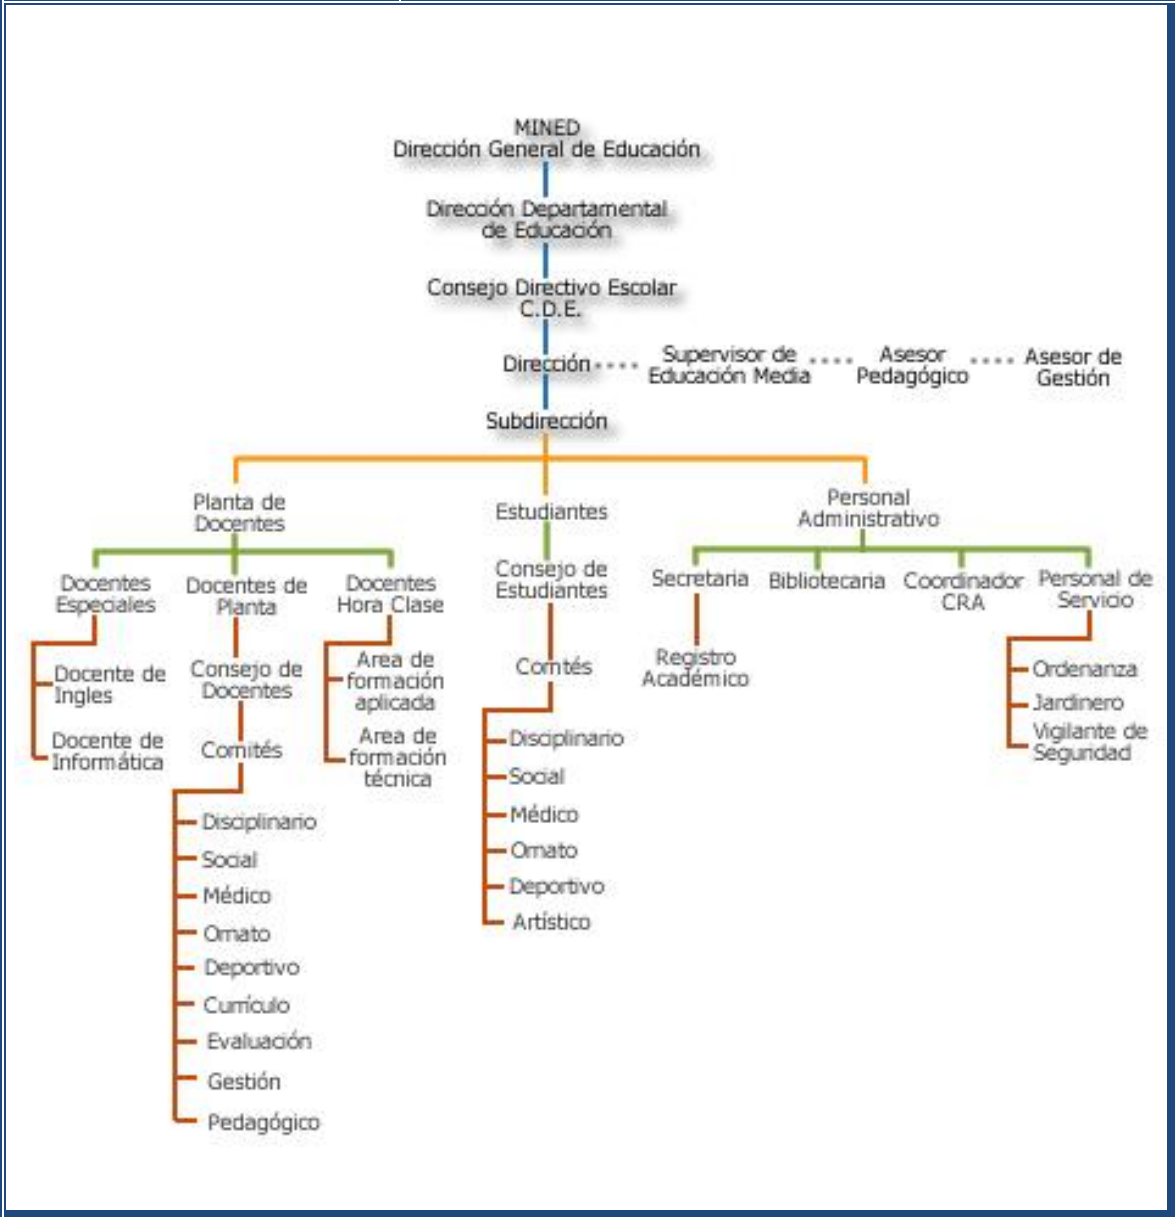 MINED
Dirección General de Educación
Dirección Departamental
de Educación
Consejo Directivo Escolar
C.D.E.
Dirección
Supervisor de
Educación Media
Asesor
Pedagógico
Asesor de
Gestión
Subdirección
Planta de
Docentes
Estudiantes
Personal
Administrativo
Docentes
Especiales
Docentes de
Planta
Docentes
Hora Clase
Consejo de
Estudiantes
Secretaria
Bibliotecaria
Coordinador
CRA
Personal de
Servicio
Docente de
Ingles
Docente de
Informática
Consejo de
Docentes
Comités
Area de
formación
aplicada
Area de
formación
técnica
Comtés
Registro
Académico
Ordenanza
Jardinero
Vigilante de
Seguridad
Disciplinario
Social
Médico
Ornato
Deportivo
Currículo
Evaluación
Gestión
Pedagógico
Disciplinario
Social
Médico
Ornato
Deportivo
Artístico